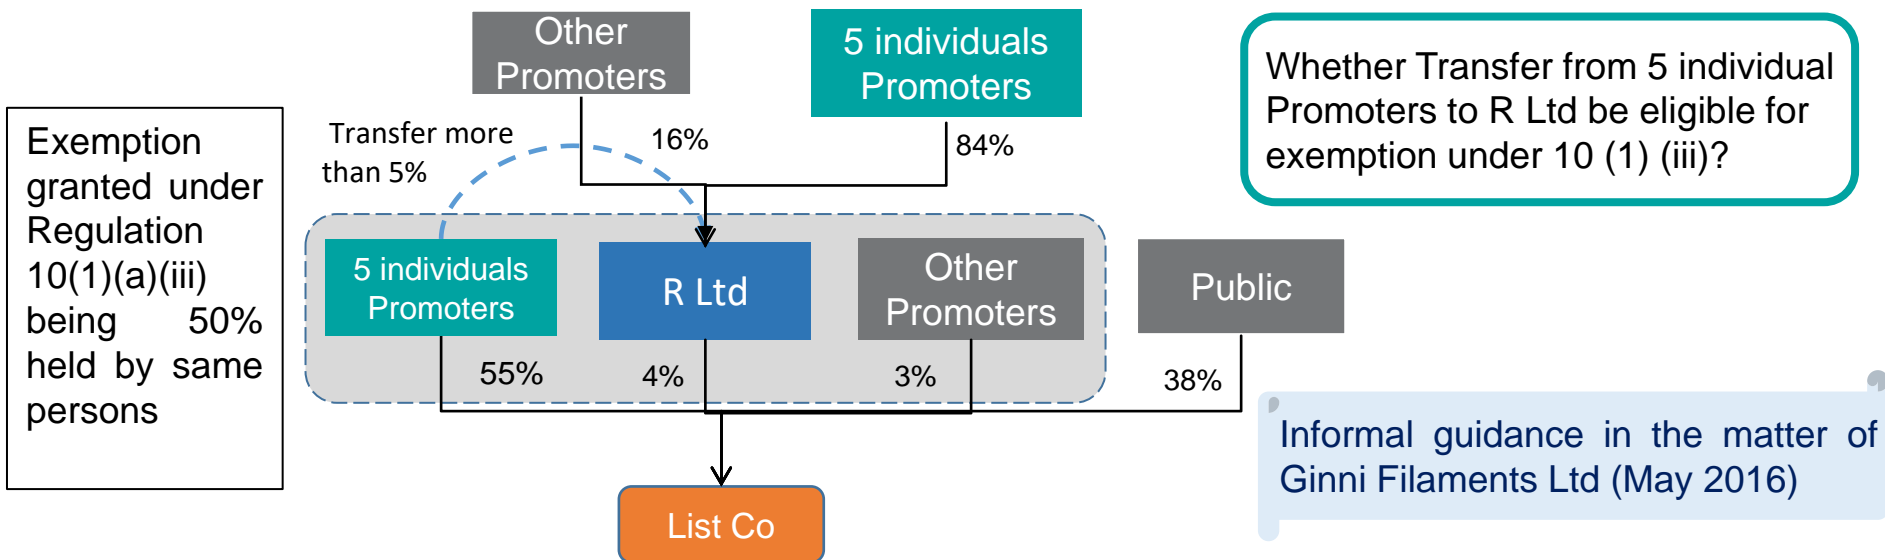 Other
Promoters
5 individuals
Promoters
Whether Transfer from 5 individual
Promoters to R Ltd be eligible for
exemption under 10 (1) (iii)?
Exemption
granted under
Regulation
10(1)(a)(iii)
being 50%
held by same
persons
Transfer more
than 5%
16%
84%
5 individuals
Promoters
R Ltd
Other
Promoters
Public
55%
4%
3%
38%
Informal guidance in the matter of
Ginni Filaments Ltd (May 2016)
List Co